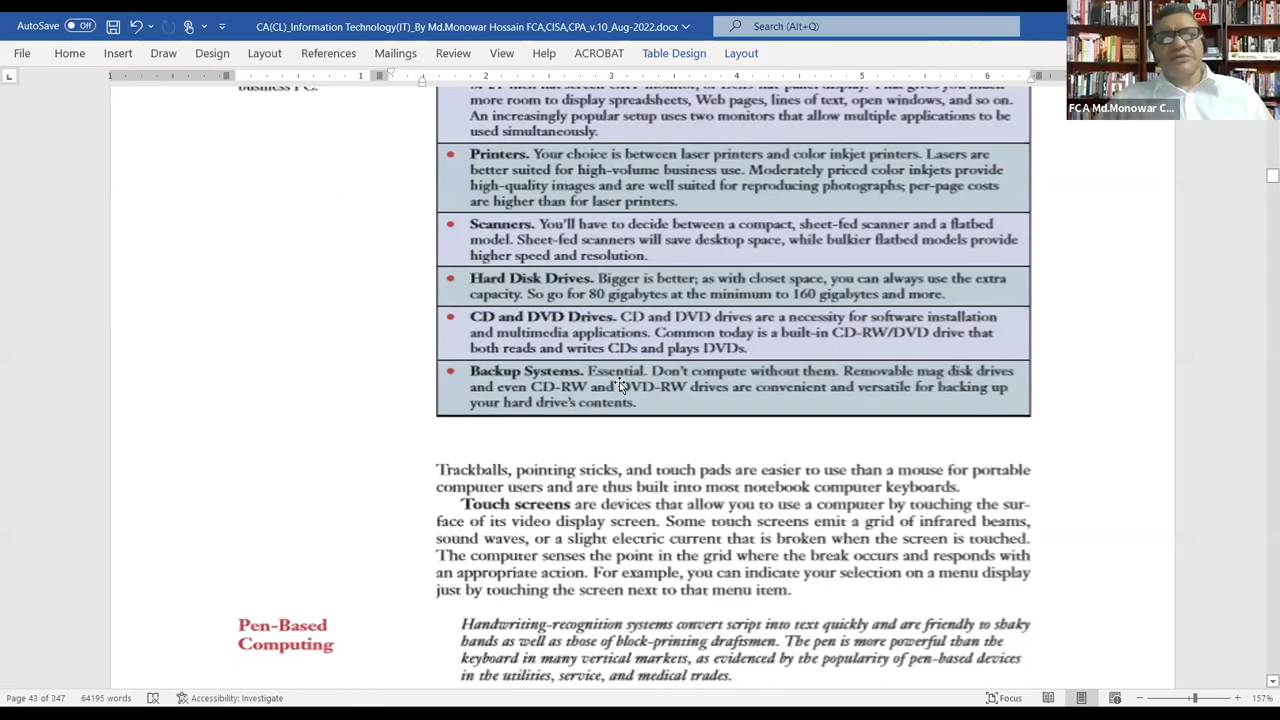 AutoSave Off CA(CL)_Information Technology(IT)_By Md.Monowar Hossain FCA,CISA,CPA_v.10_Aug-2022.docx Search (Alt+Q)
File Home Insert Draw Design Layout References Mailings Review View Help ACROBAT Table Design Layout
FCA Md.Monowar C...
1 1 2 3 4 5 6
business PC.
more room to display spreadsheets, Web pages, lines of text, open windows, and so on.
An increasingly popular setup uses two monitors that allow multiple applications to be
used simultaneously.
• Printers. Your choice is between laser printers and color inkjet printers. Lasers are
better suited for high-volume business use. Moderately priced color inkjets provide
high-quality images and are well suited for reproducing photographs; per-page costs
are higher than for laser printers.
• Scanners. You'll have to decide between a compact, sheet-fed scanner and a flatbed
model. Sheet-fed scanners will save desktop space, while bulkier flatbed models provide
higher speed and resolution.
• Hard Disk Drives. Bigger is better; as with closet space, you can always use the extra
capacity. So go for 80 gigabytes at the minimum to 160 gigabytes and more.
• CD and DVD Drives. CD and DVD drives are a necessity for software installation
and multimedia applications. Common today is a built-in CD-RW/DVD drive that
both reads and writes CDs and plays DVDs.
• Backup Systems. Essential. Don't compute without them. Removable mag disk drives
and even CD-RW and DVD-RW drives are convenient and versatile for backing up
your hard drive's contents.
Trackballs, pointing sticks, and touch pads are easier to use than a mouse for portable
computer users and are thus built into most notebook computer keyboards.
Touch screens are devices that allow you to use a computer by touching the sur-
face of its video display screen. Some touch screens emit a grid of infrared beams,
sound waves, or a slight electric current that is broken when the screen is touched.
The computer senses the point in the grid where the break occurs and responds with
an appropriate action. For example, you can indicate your selection on a menu display
just by touching the screen next to that menu item.
Pen-Based
Computing
Handwriting-recognition systems convert script into text quickly and are friendly to shaky
hands as well as those of block-printing draftsmen. The pen is more powerful than the
keyboard in many vertical markets, as evidenced by the popularity of pen-based devices
in the utilities, service, and medical trades.
Page 43 of 347 64195 words Accessibility: Investigate Focus 157%